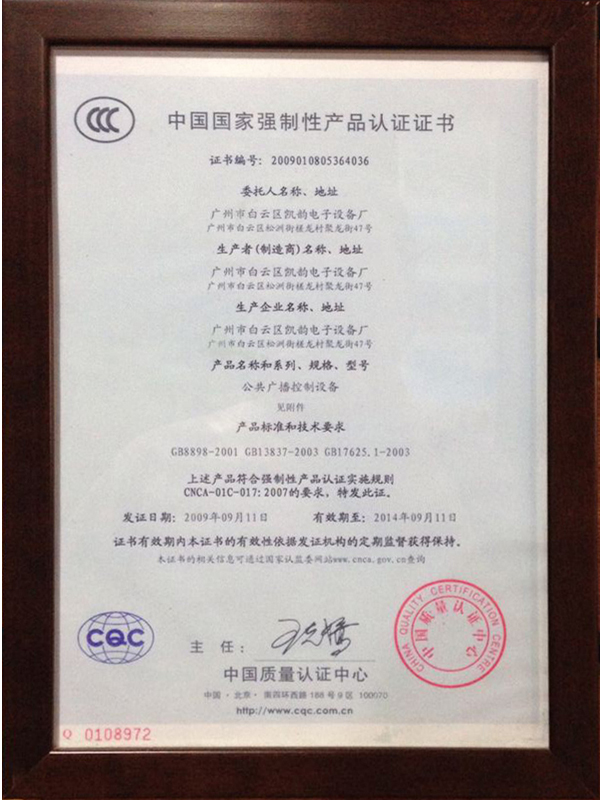 CCC
中国国家强制性产品认证证书
证书编号: 2009010805364036
委托人名称、地址
广州市白云区凯韵电子设备厂
广州市白云区松洲街槎龙村聚龙街47号
生产者(制造商)名称、地址
广州市白云区凯韵电子设备厂
广州市白云区松洲街槎龙村聚龙街47号
生产企业名称、地址
广州市白云区凯韵电子设备厂
广州市白云区松洲街槎龙村聚龙街47号
产品名称和系列、规格、型号
公共广播控制设备
见附件
产品标准和技术要求
GB8898-2001 GB13837-2003 GB17625.1-2003
上述产品符合强制性产品认证实施规则
CNCA-01C-017:2007的要求，特发此证。
发证日期: 2009年09月11日 有效期至: 2014年09月11日
证书有效期内本证书的有效性依据发证机构的定期监督获得保持。
本证书的相关信息可通过国家认监委网站www.cnca.gov.cn查询
CHINA QUALITY CERTIFICATION CENTRE
中国质量认证中心
CQC
主任:
中国质量认证中心
中国·北京·南四环西路188号9区 100070
http://www.cqc.com.cn
Q 0108972